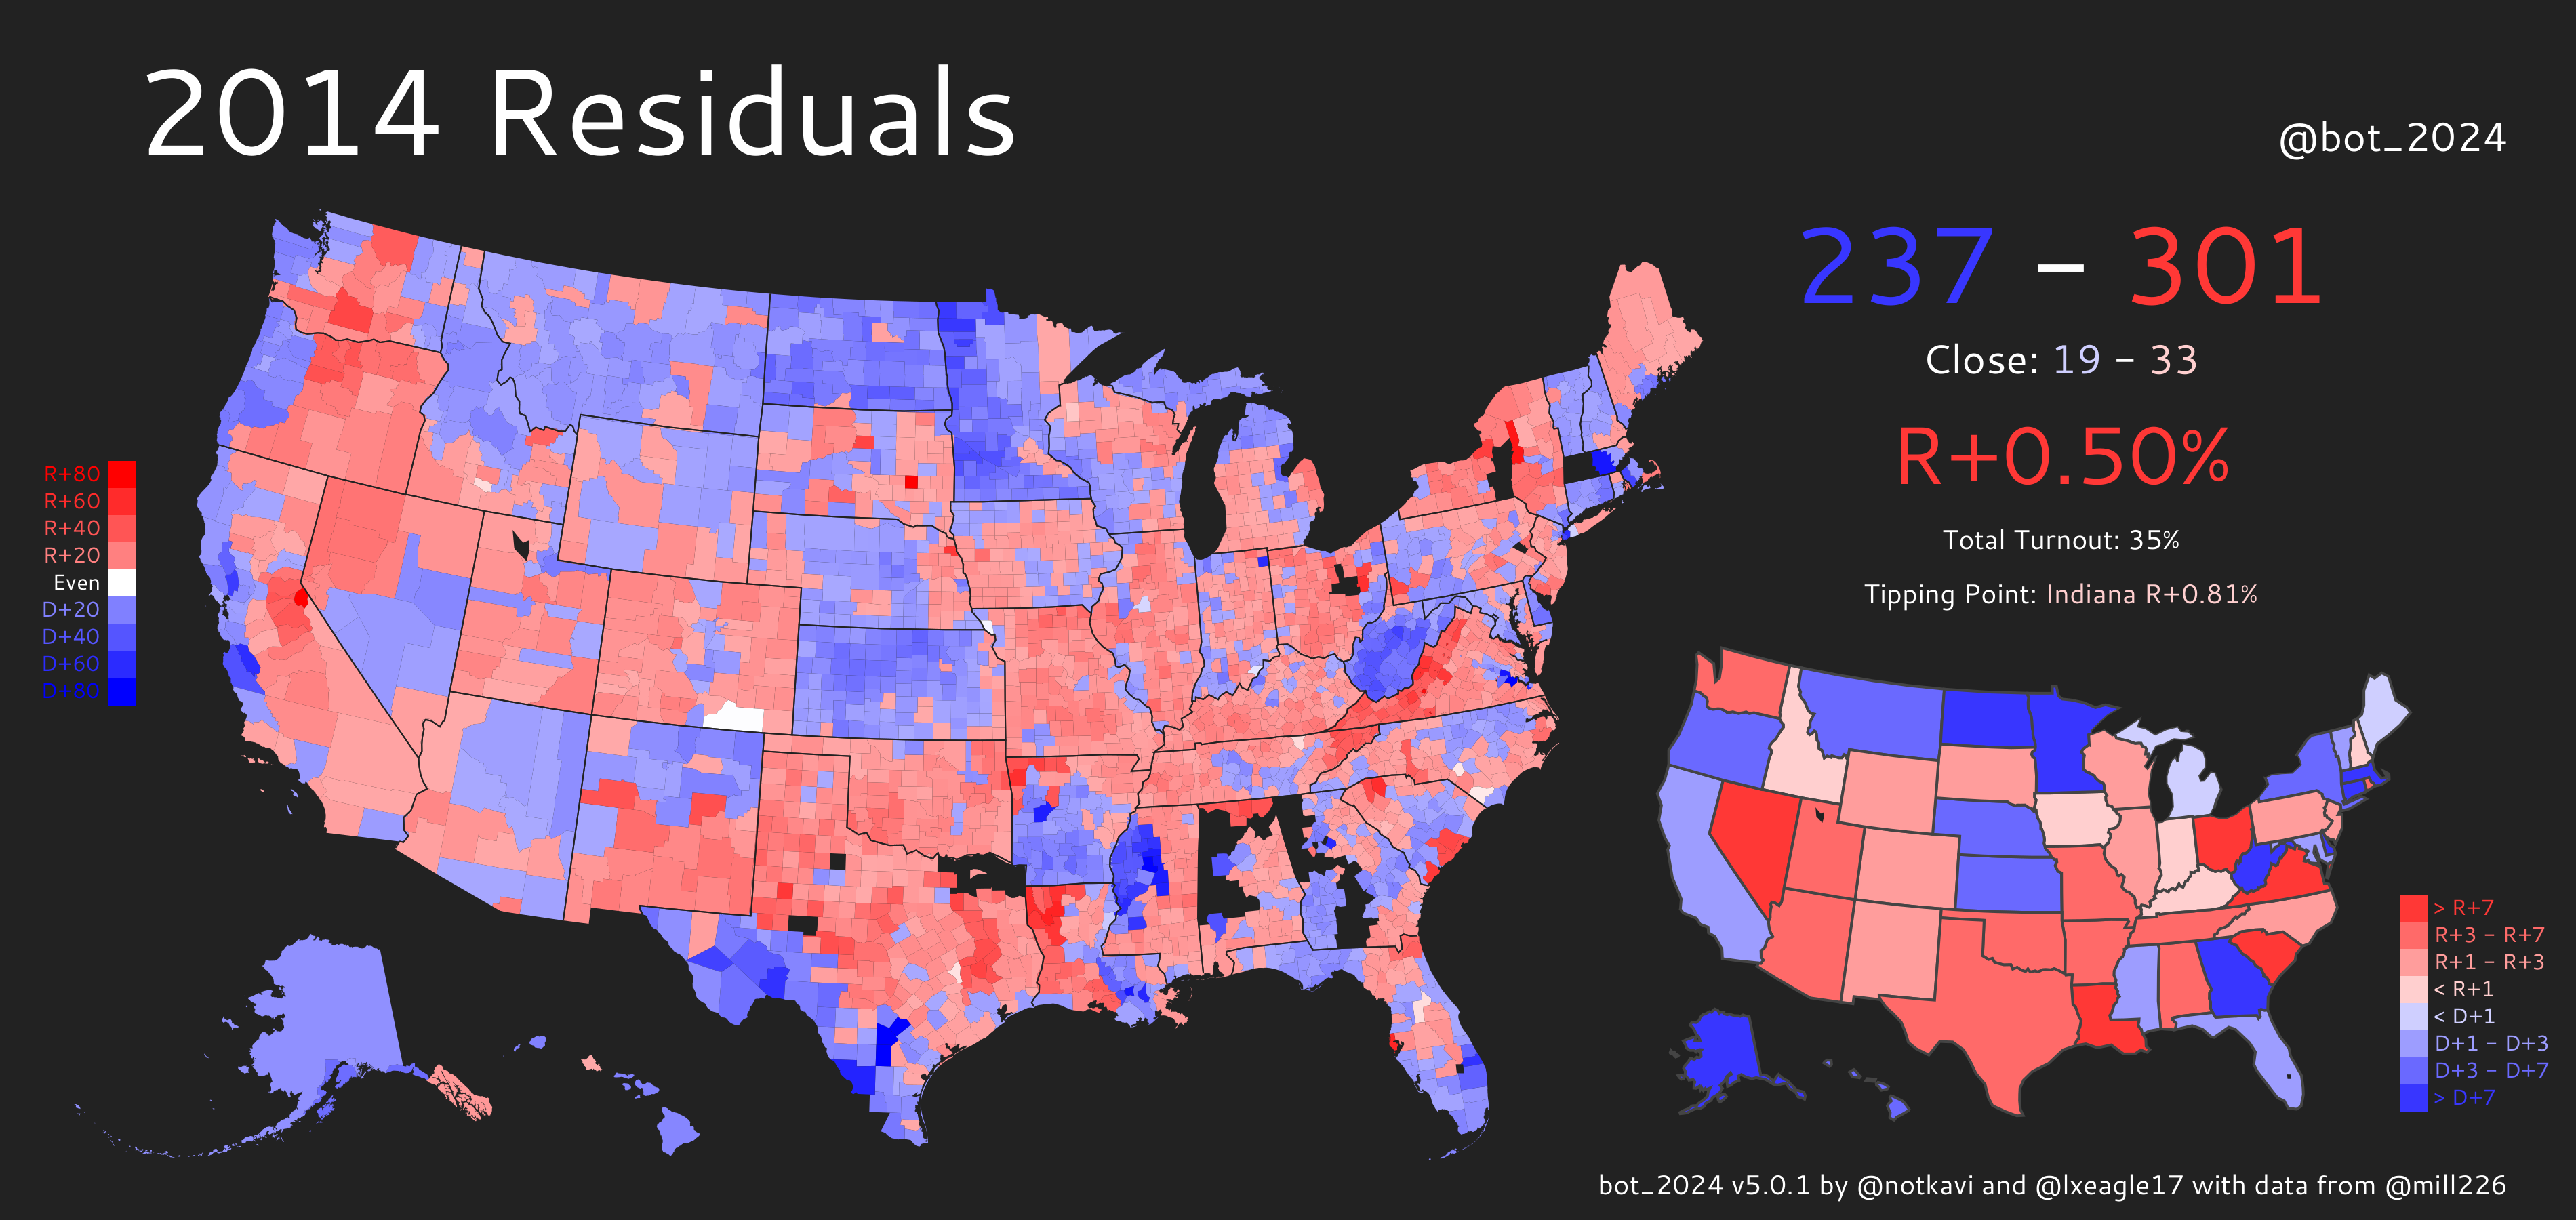 2014 Residuals
@bot_2024
237 – 301
Close: 19 – 33
R+0.50%
Total Turnout: 35%
Tipping Point: Indiana R+0.81%
R+80
R+60
R+40
R+20
Even
D+20
D+40
D+60
D+80
> R+7
R+3 – R+7
R+1 – R+3
< R+1
< D+1
D+1 – D+3
D+3 – D+7
> D+7
bot_2024 v5.0.1 by @notkavi and @lxeagle17 with data from @mill226